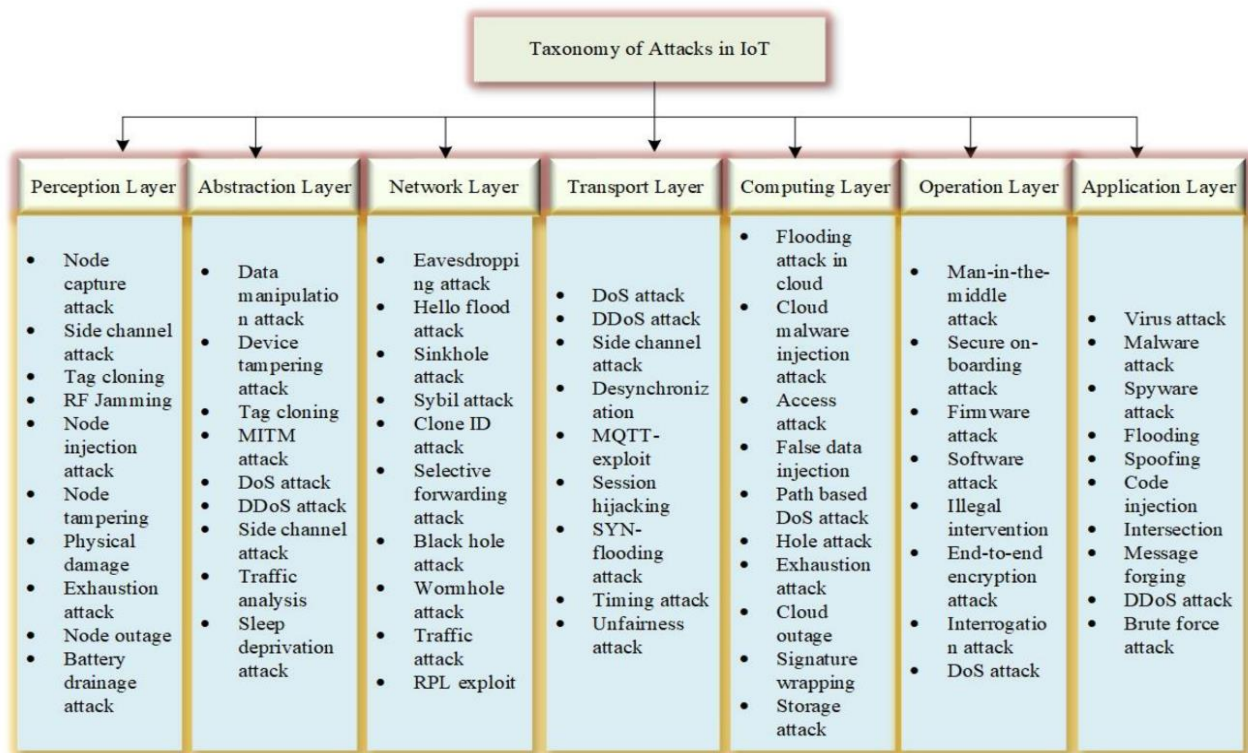 Taxonomy of Attacks in IoT
Perception Layer
Abstraction Layer
Network Layer
Transport Layer
Computing Layer
Operation Layer
Application Layer
• Node
capture
attack
• Side channel
attack
• Tag cloning
• RF Jamming
• Node
injection
attack
• Node
tampering
• Physical
damage
• Exhaustion
attack
• Node outage
• Battery
drainage
attack
• Data
manipulatio
n attack
• Device
tampering
attack
• Tag cloning
• MITM
attack
• DoS attack
• DDoS attack
• Side channel
attack
• Traffic
analysis
• Sleep
deprivation
attack
• Eavesdroppi
ng attack
• Hello flood
attack
• Sinkhole
attack
• Sybil attack
• Clone ID
attack
• Selective
forwarding
attack
• Black hole
attack
• Wormhole
attack
• Traffic
attack
• RPL exploit
• DoS attack
• DDoS attack
• Side channel
attack
• Desynchroniz
ation
• MQTT-
exploit
• Session
hijacking
• SYN-
flooding
attack
• Timing attack
• Unfairness
attack
• Flooding
attack in
cloud
• Cloud
malware
injection
attack
• Access
attack
• False data
injection
• Path based
DoS attack
• Hole attack
• Exhaustion
attack
• Cloud
outage
• Signature
wrapping
• Storage
attack
• Man-in-the-
middle
attack
• Secure on-
boarding
attack
• Firmware
attack
• Software
attack
• Illegal
intervention
• End-to-end
encryption
attack
• Interrogatio
n attack
• DoS attack
• Virus attack
• Malware
attack
• Spyware
attack
• Flooding
• Spoofing
• Code
injection
• Intersection
• Message
forging
• DDoS attack
• Brute force
attack